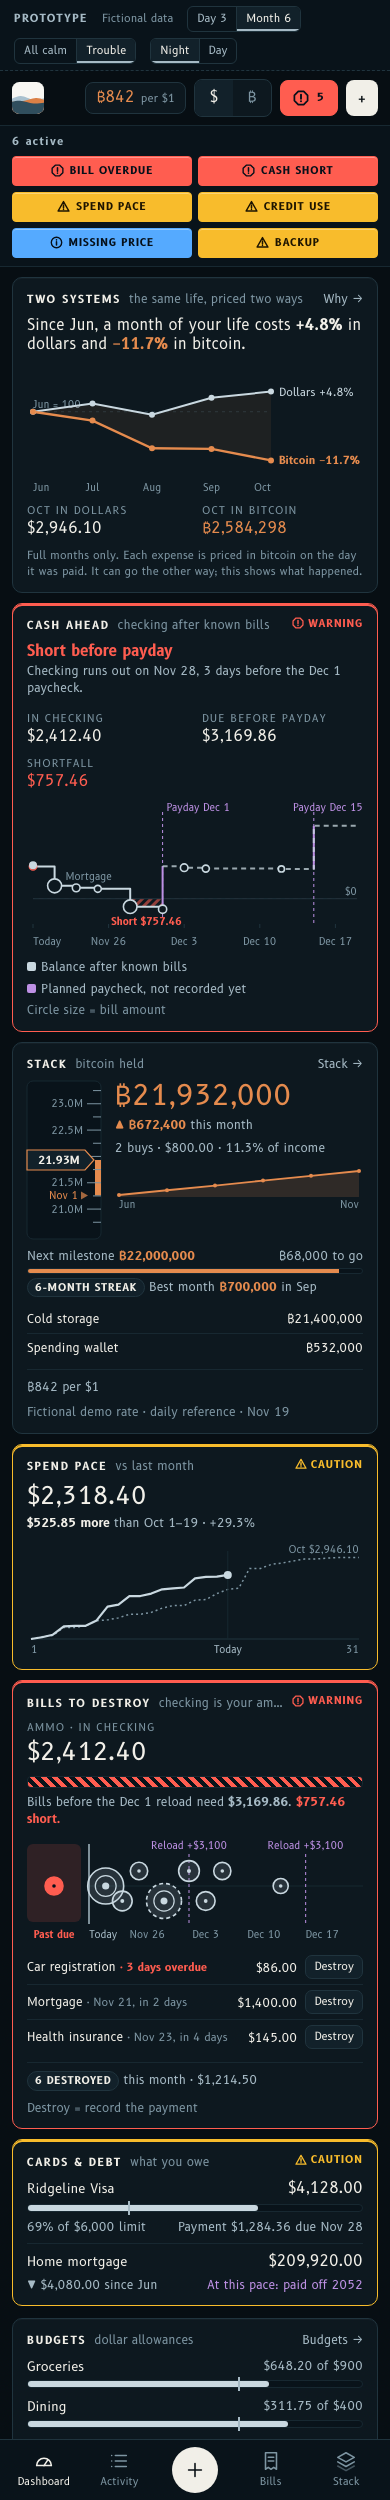 PROTOTYPE Fictional data Day 3 Month 6
All calm Trouble Night Day
฿842 per $1 $ ฿ 5 +
6 active
BILL OVERDUE CASH SHORT
SPEND PACE CREDIT USE
MISSING PRICE BACKUP
TWO SYSTEMS the same life, priced two ways Why →
Since Jun, a month of your life costs +4.8% in
dollars and −11.7% in bitcoin.
Dollars +4.8%
Jun = 100
Bitcoin −11.7%
Jun Jul Aug Sep Oct
OCT IN DOLLARS OCT IN BITCOIN
$2,946.10 ฿2,584,298
Full months only. Each expense is priced in bitcoin on the day
it was paid. It can go the other way; this shows what happened.
CASH AHEAD checking after known bills WARNING
Short before payday
Checking runs out on Nov 28, 3 days before the Dec 1
paycheck.
IN CHECKING DUE BEFORE PAYDAY
$2,412.40 $3,169.86
SHORTFALL
$757.46
Payday Dec 1 Payday Dec 15
Mortgage
$0
Short $757.46
Today Nov 26 Dec 3 Dec 10 Dec 17
Balance after known bills
Planned paycheck, not recorded yet
Circle size = bill amount
STACK bitcoin held Stack →
฿21,932,000
23.0M
▲ ฿672,400 this month
22.5M
2 buys · $800.00 · 11.3% of income
21.93M
21.5M
Nov 1 ▶
21.0M
Jun Nov
Next milestone ฿22,000,000 ฿68,000 to go
6-MONTH STREAK Best month ฿700,000 in Sep
Cold storage ฿21,400,000
Spending wallet ฿532,000
฿842 per $1
Fictional demo rate · daily reference · Nov 19
SPEND PACE vs last month CAUTION
$2,318.40
$525.85 more than Oct 1–19 · +29.3%
Oct $2,946.10
1 Today 31
BILLS TO DESTROY checking is your am... WARNING
AMMO · IN CHECKING
$2,412.40
Bills before the Dec 1 reload need $3,169.86. $757.46
short.
Reload +$3,100 Reload +$3,100
Past due Today Nov 26 Dec 3 Dec 10 Dec 17
Car registration · 3 days overdue $86.00 Destroy
Mortgage · Nov 21, in 2 days $1,400.00 Destroy
Health insurance · Nov 23, in 4 days $145.00 Destroy
6 DESTROYED this month · $1,214.50
Destroy = record the payment
CARDS & DEBT what you owe CAUTION
Ridgeline Visa $4,128.00
69% of $6,000 limit Payment $1,284.36 due Nov 28
Home mortgage $209,920.00
▼ $4,080.00 since Jun At this pace: paid off 2052
BUDGETS dollar allowances Budgets →
Groceries $648.20 of $900
Dining $311.75 of $400
Dashboard Activity + Bills Stack